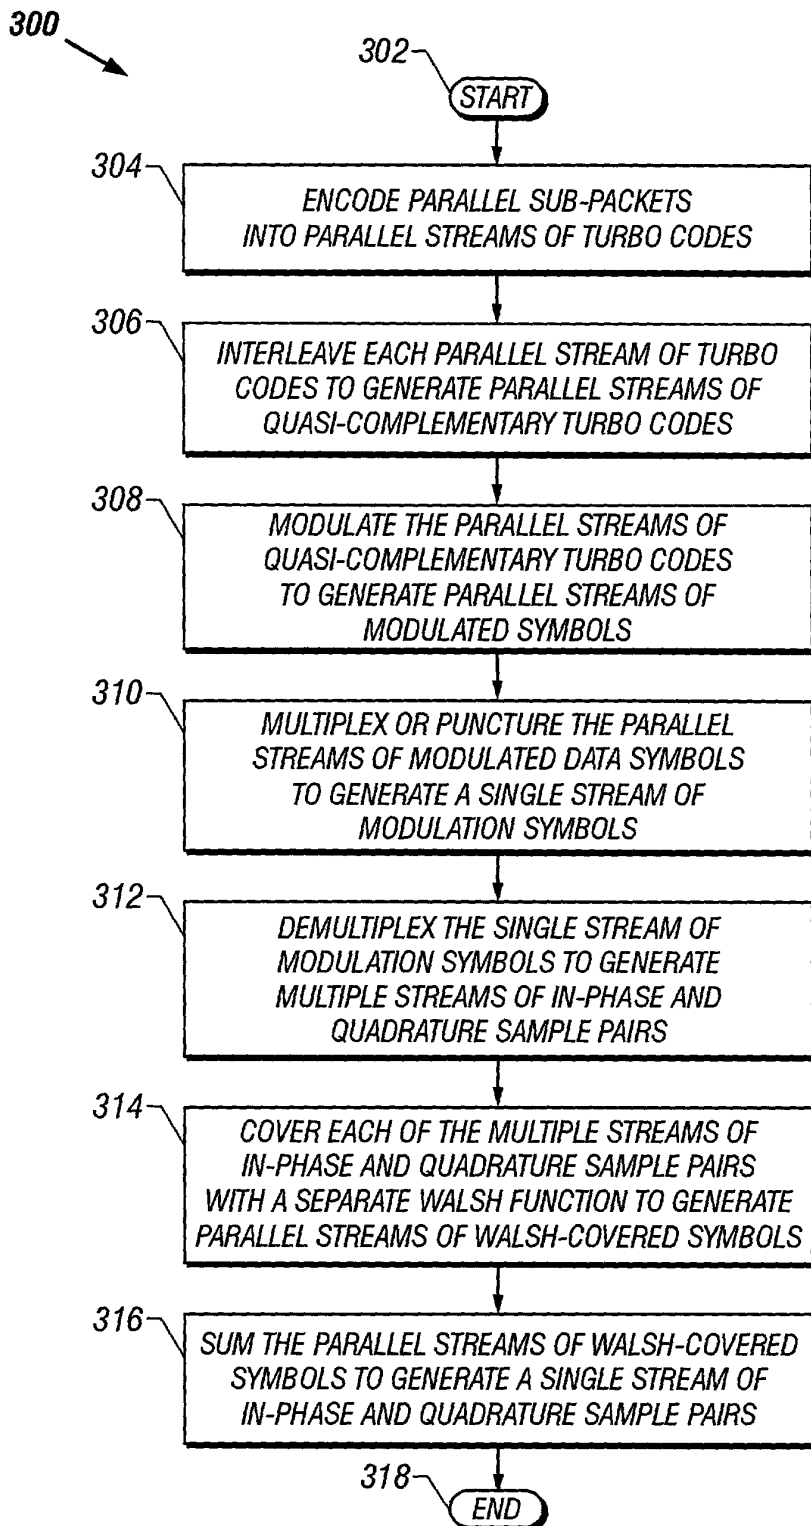 300
302
START
304
ENCODE PARALLEL SUB-PACKETS
INTO PARALLEL STREAMS OF TURBO CODES
306
INTERLEAVE EACH PARALLEL STREAM OF TURBO
CODES TO GENERATE PARALLEL STREAMS OF
QUASI-COMPLEMENTARY TURBO CODES
308
MODULATE THE PARALLEL STREAMS OF
QUASI-COMPLEMENTARY TURBO CODES
TO GENERATE PARALLEL STREAMS OF
MODULATED SYMBOLS
310
MULTIPLEX OR PUNCTURE THE PARALLEL
STREAMS OF MODULATED DATA SYMBOLS
TO GENERATE A SINGLE STREAM OF
MODULATION SYMBOLS
312
DEMULTIPLEX THE SINGLE STREAM OF
MODULATION SYMBOLS TO GENERATE
MULTIPLE STREAMS OF IN-PHASE AND
QUADRATURE SAMPLE PAIRS
314
COVER EACH OF THE MULTIPLE STREAMS OF
IN-PHASE AND QUADRATURE SAMPLE PAIRS
WITH A SEPARATE WALSH FUNCTION TO GENERATE
PARALLEL STREAMS OF WALSH-COVERED SYMBOLS
316
SUM THE PARALLEL STREAMS OF WALSH-COVERED
SYMBOLS TO GENERATE A SINGLE STREAM OF
IN-PHASE AND QUADRATURE SAMPLE PAIRS
318
END